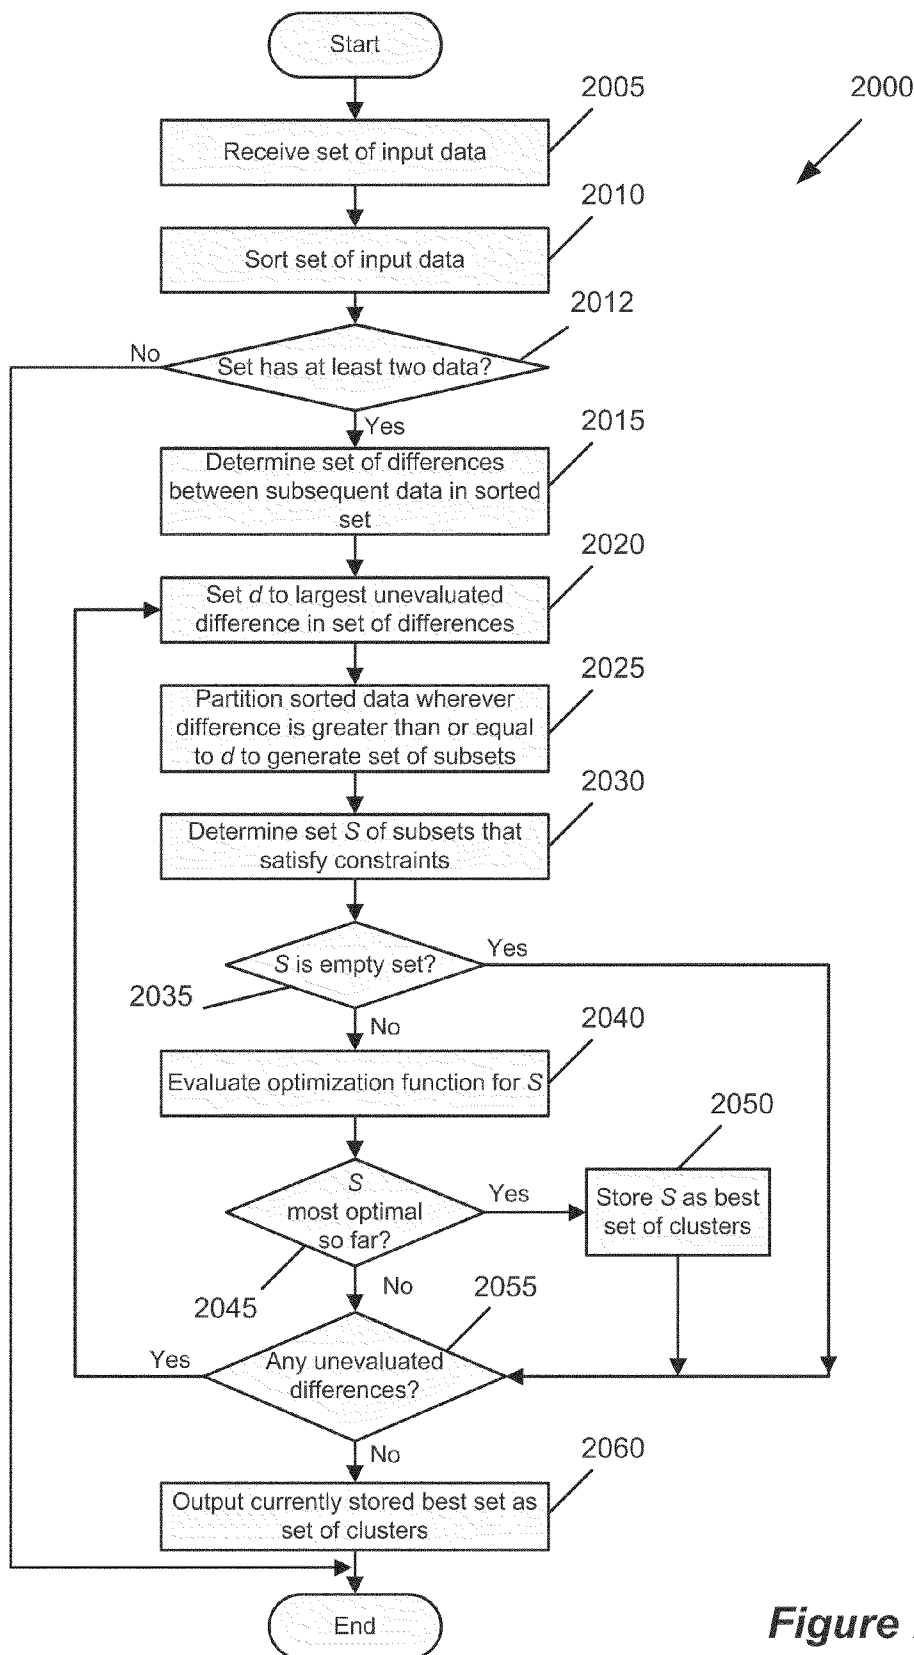 Start
2005
2000
Receive set of input data
2010
Sort set of input data
2012
No
Set has at least two data?
Yes
2015
Determine set of differences
between subsequent data in sorted
set
2020
Set d to largest unevaluated
difference in set of differences
2025
Partition sorted data wherever
difference is greater than or equal
to d to generate set of subsets
2030
Determine set S of subsets that
satisfy constraints
Yes
S is empty set?
2035
No
2040
Evaluate optimization function for S
2050
S
most optimal
so far?
Yes
Store S as best
set of clusters
2045
No
2055
Yes
Any unevaluated
differences?
No
2060
Output currently stored best set as
set of clusters
End
Figure